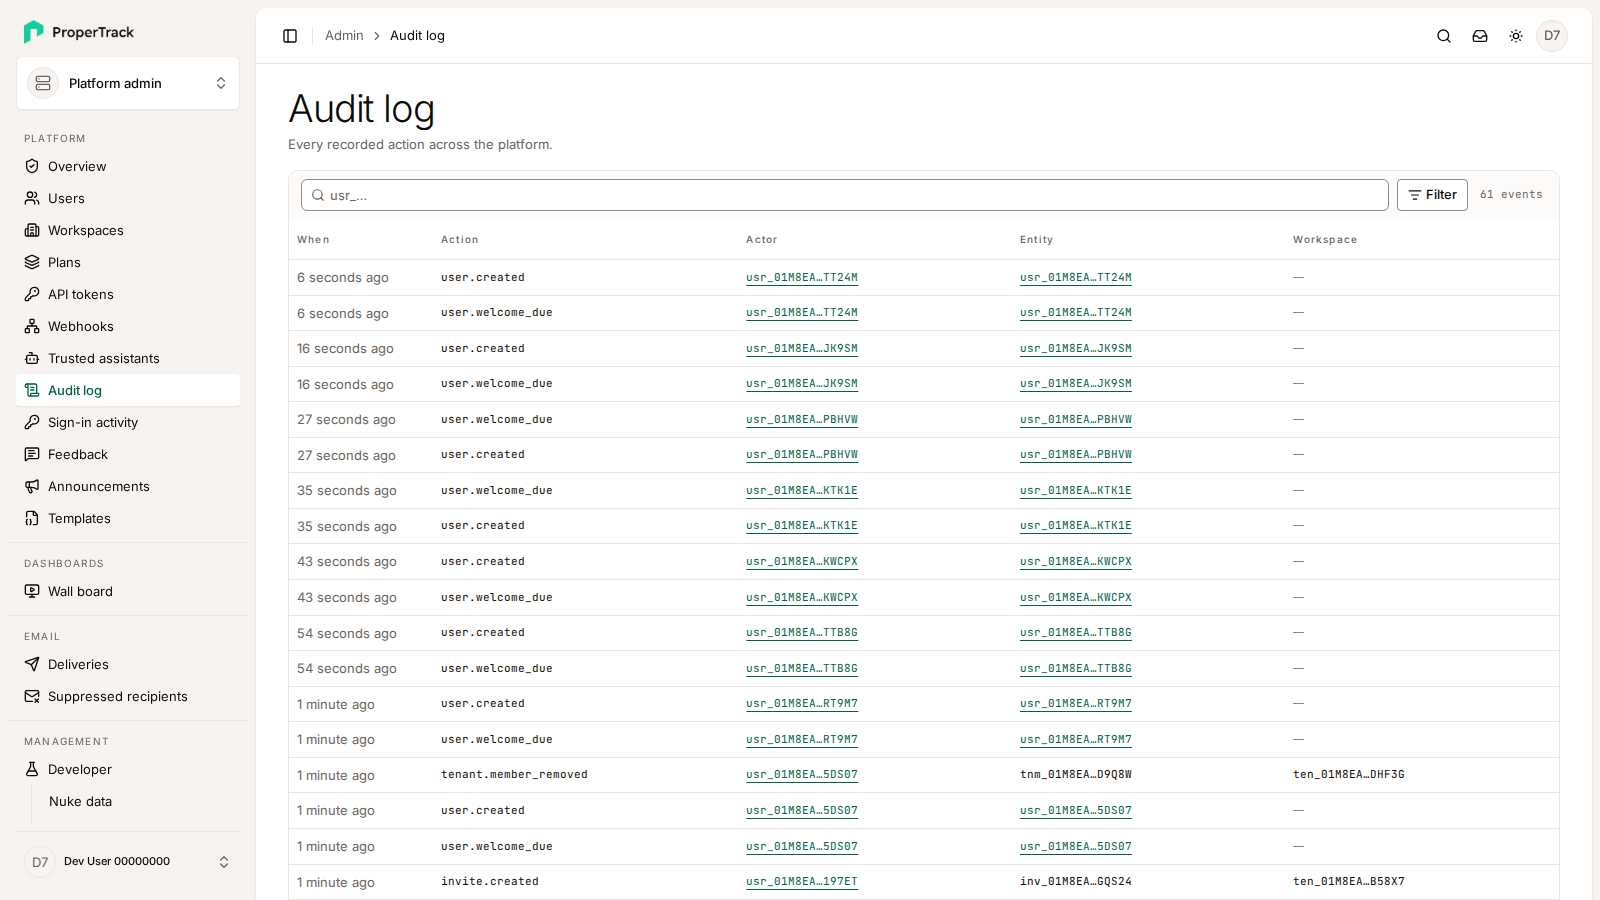 ProperTrack
Platform admin
PLATFORM
Overview
Users
Workspaces
Plans
API tokens
Webhooks
Trusted assistants
Audit log
Sign-in activity
Feedback
Announcements
Templates
DASHBOARDS
Wall board
EMAIL
Deliveries
Suppressed recipients
MANAGEMENT
Developer
Nuke data
D7 Dev User 00000000
Admin > Audit log
D7
Audit log
Every recorded action across the platform.
usr_... Filter 61 events
When Action Actor Entity Workspace
6 seconds ago user.created usr_01M8EA…TT24M usr_01M8EA…TT24M —
6 seconds ago user.welcome_due usr_01M8EA…TT24M usr_01M8EA…TT24M —
16 seconds ago user.created usr_01M8EA…JK9SM usr_01M8EA…JK9SM —
16 seconds ago user.welcome_due usr_01M8EA…JK9SM usr_01M8EA…JK9SM —
27 seconds ago user.welcome_due usr_01M8EA…PBHVW usr_01M8EA…PBHVW —
27 seconds ago user.created usr_01M8EA…PBHVW usr_01M8EA…PBHVW —
35 seconds ago user.welcome_due usr_01M8EA…KTK1E usr_01M8EA…KTK1E —
35 seconds ago user.created usr_01M8EA…KTK1E usr_01M8EA…KTK1E —
43 seconds ago user.created usr_01M8EA…KWCPX usr_01M8EA…KWCPX —
43 seconds ago user.welcome_due usr_01M8EA…KWCPX usr_01M8EA…KWCPX —
54 seconds ago user.created usr_01M8EA…TTB8G usr_01M8EA…TTB8G —
54 seconds ago user.welcome_due usr_01M8EA…TTB8G usr_01M8EA…TTB8G —
1 minute ago user.created usr_01M8EA…RT9M7 usr_01M8EA…RT9M7 —
1 minute ago user.welcome_due usr_01M8EA…RT9M7 usr_01M8EA…RT9M7 —
1 minute ago tenant.member_removed usr_01M8EA…5DS07 tnm_01M8EA…D9Q8W ten_01M8EA…DHF3G
1 minute ago user.created usr_01M8EA…5DS07 usr_01M8EA…5DS07 —
1 minute ago user.welcome_due usr_01M8EA…5DS07 usr_01M8EA…5DS07 —
1 minute ago invite.created usr_01M8EA…197ET inv_01M8EA…GQS24 ten_01M8EA…B58X7